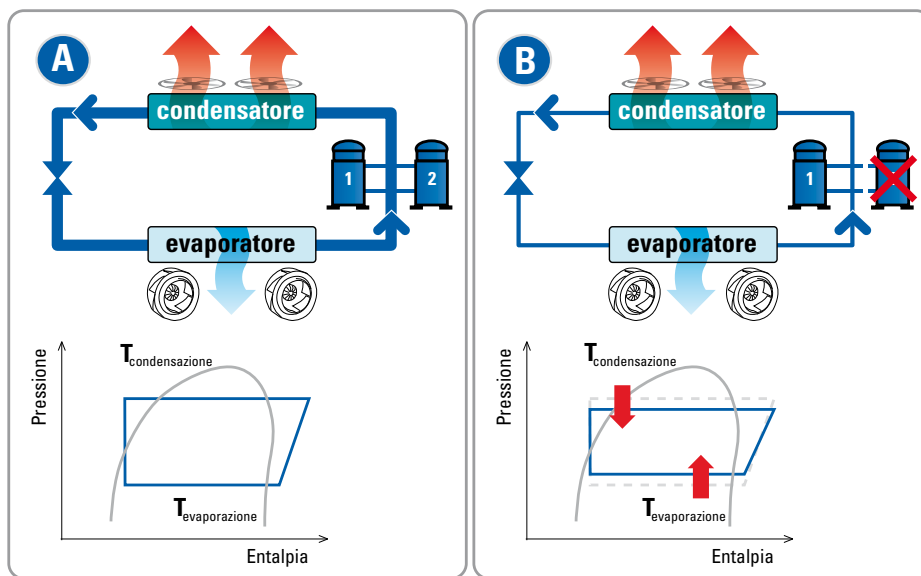 A
condensatore
1
2
evaporatore
Tcondensazione
Pressione
Tevaporazione
Entalpia
B
condensatore
1
evaporatore
Tcondensazione
Pressione
Tevaporazione
Entalpia